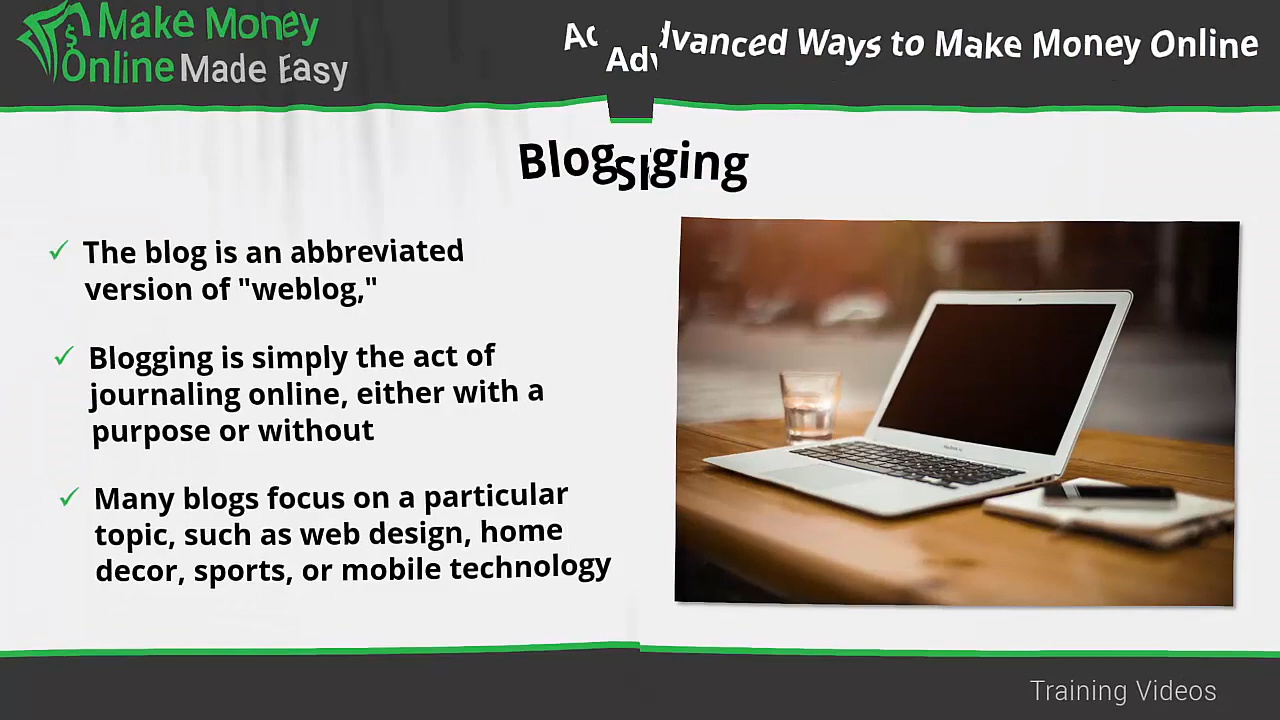 Make Money
Online Made Easy
Advanced Ways to Make Money Online
Blogging
The blog is an abbreviated
version of "weblog,"
Blogging is simply the act of
journaling online, either with a
purpose or without
Many blogs focus on a particular
topic, such as web design, home
decor, sports, or mobile technology
Training Videos